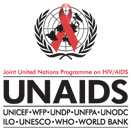 Joint United Nations Programme on HIV/AIDS
UNAIDS
UNICEF•WFP•UNDP•UNFPA•UNODC
ILO•UNESCO•WHO•WORLD BANK